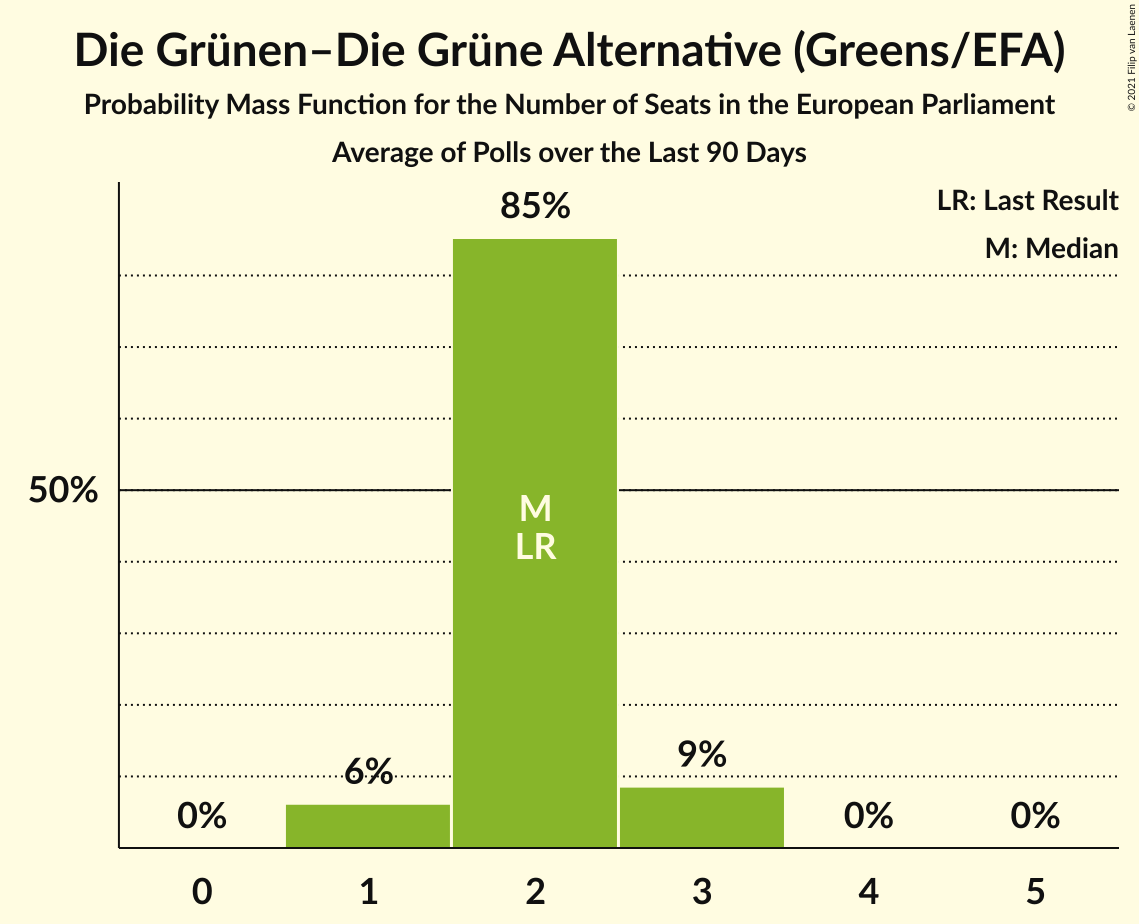 Die Grünen–Die Grüne Alternative (Greens/EFA)
Probability Mass Function for the Number of Seats in the European Parliament
Average of Polls over the Last 90 Days
© 2021 Filip van Laenen
LR: Last Result
M: Median
85%
50%
M
LR
9%
6%
0%
0%
0%
0
1
2
3
4
5